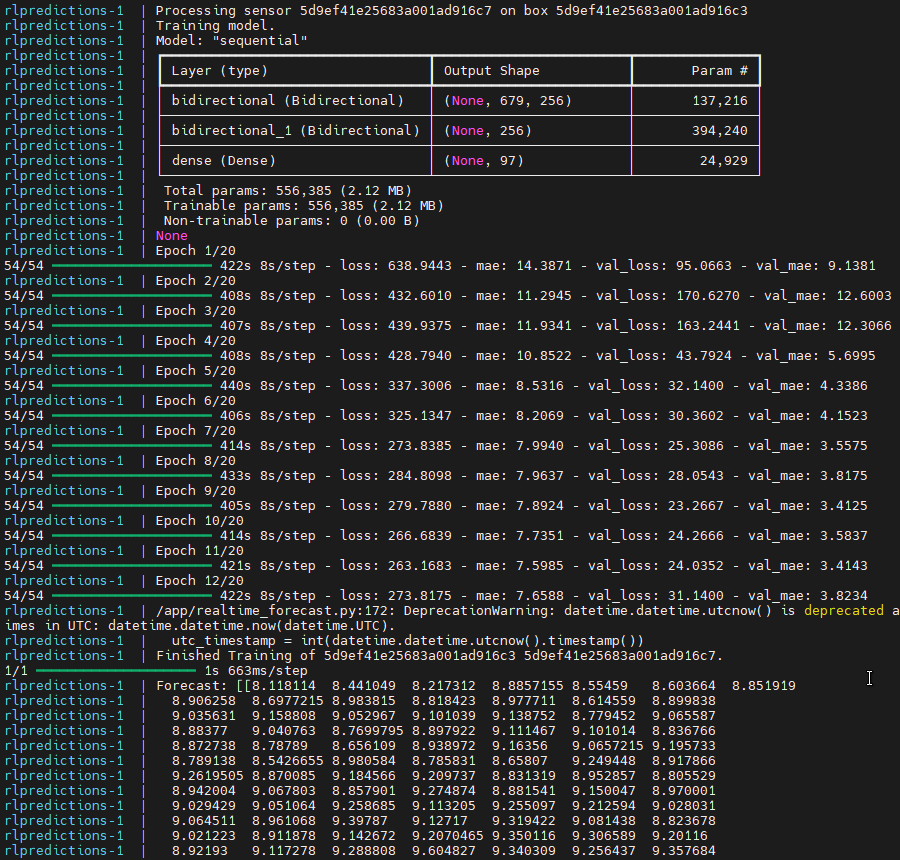 rlpredictions-1 | Processing sensor 5d9ef41e25683a001ad916c7 on box 5d9ef41e25683a001ad916c3
rlpredictions-1 | Training model.
rlpredictions-1 | Model: "sequential"
rlpredictions-1 |
rlpredictions-1 | Layer (type) Output Shape Param #
rlpredictions-1 |
rlpredictions-1 | bidirectional (Bidirectional) (None, 679, 256) 137,216
rlpredictions-1 |
rlpredictions-1 | bidirectional_1 (Bidirectional) (None, 256) 394,240
rlpredictions-1 |
rlpredictions-1 | dense (Dense) (None, 97) 24,929
rlpredictions-1 |
rlpredictions-1 | Total params: 556,385 (2.12 MB)
rlpredictions-1 | Trainable params: 556,385 (2.12 MB)
rlpredictions-1 | Non-trainable params: 0 (0.00 B)
rlpredictions-1 | None
rlpredictions-1 | Epoch 1/20
54/54 422s 8s/step - loss: 638.9443 - mae: 14.3871 - val_loss: 95.0663 - val_mae: 9.1381
rlpredictions-1 | Epoch 2/20
54/54 408s 8s/step - loss: 432.6010 - mae: 11.2945 - val_loss: 170.6270 - val_mae: 12.6003
rlpredictions-1 | Epoch 3/20
54/54 407s 8s/step - loss: 439.9375 - mae: 11.9341 - val_loss: 163.2441 - val_mae: 12.3066
rlpredictions-1 | Epoch 4/20
54/54 408s 8s/step - loss: 428.7940 - mae: 10.8522 - val_loss: 43.7924 - val_mae: 5.6995
rlpredictions-1 | Epoch 5/20
54/54 440s 8s/step - loss: 337.3006 - mae: 8.5316 - val_loss: 32.1400 - val_mae: 4.3386
rlpredictions-1 | Epoch 6/20
54/54 406s 8s/step - loss: 325.1347 - mae: 8.2069 - val_loss: 30.3602 - val_mae: 4.1523
rlpredictions-1 | Epoch 7/20
54/54 414s 8s/step - loss: 273.8385 - mae: 7.9940 - val_loss: 25.3086 - val_mae: 3.5575
rlpredictions-1 | Epoch 8/20
54/54 433s 8s/step - loss: 284.8098 - mae: 7.9637 - val_loss: 28.0543 - val_mae: 3.8175
rlpredictions-1 | Epoch 9/20
54/54 405s 8s/step - loss: 279.7880 - mae: 7.8924 - val_loss: 23.2667 - val_mae: 3.4125
rlpredictions-1 | Epoch 10/20
54/54 414s 8s/step - loss: 266.6839 - mae: 7.7351 - val_loss: 24.2666 - val_mae: 3.5837
rlpredictions-1 | Epoch 11/20
54/54 421s 8s/step - loss: 263.1683 - mae: 7.5985 - val_loss: 24.0352 - val_mae: 3.4143
rlpredictions-1 | Epoch 12/20
54/54 422s 8s/step - loss: 273.8175 - mae: 7.6588 - val_loss: 31.1400 - val_mae: 3.8234
rlpredictions-1 | /app/realtime_forecast.py:172: DeprecationWarning: datetime.datetime.utcnow() is deprecated a
imes in UTC: datetime.datetime.now(datetime.UTC).
rlpredictions-1 | utc_timestamp = int(datetime.datetime.utcnow().timestamp())
rlpredictions-1 | Finished Training of 5d9ef41e25683a001ad916c3 5d9ef41e25683a001ad916c7.
1/1 1s 663ms/step
rlpredictions-1 | Forecast: [[8.118114 8.441049 8.217312 8.8857155 8.55459 8.603664 8.851919
rlpredictions-1 | 8.906258 8.6977215 8.983815 8.818423 8.977711 8.614559 8.899838
rlpredictions-1 | 9.035631 9.158808 9.052967 9.101039 9.138752 8.779452 9.065587
rlpredictions-1 | 8.88377 9.040763 8.7699795 8.897922 9.111467 9.101014 8.836766
rlpredictions-1 | 8.872738 8.78789 8.656109 8.938972 9.16356 9.0657215 9.195733
rlpredictions-1 | 8.789138 8.5426655 8.980584 8.785831 8.65807 9.249448 8.917866
rlpredictions-1 | 9.2619505 8.870085 9.184566 9.209737 8.831319 8.952857 8.805529
rlpredictions-1 | 8.942004 9.067803 8.857901 9.274874 8.881541 9.150047 8.970001
rlpredictions-1 | 9.029429 9.051064 9.258685 9.113205 9.255097 9.212594 9.028031
rlpredictions-1 | 9.064511 8.961068 9.39787 9.12717 9.319422 9.081438 8.823678
rlpredictions-1 | 9.021223 8.911878 9.142672 9.2070465 9.350116 9.306589 9.20116
rlpredictions-1 | 8.92193 9.117278 9.288808 9.604827 9.340309 9.256437 9.357684